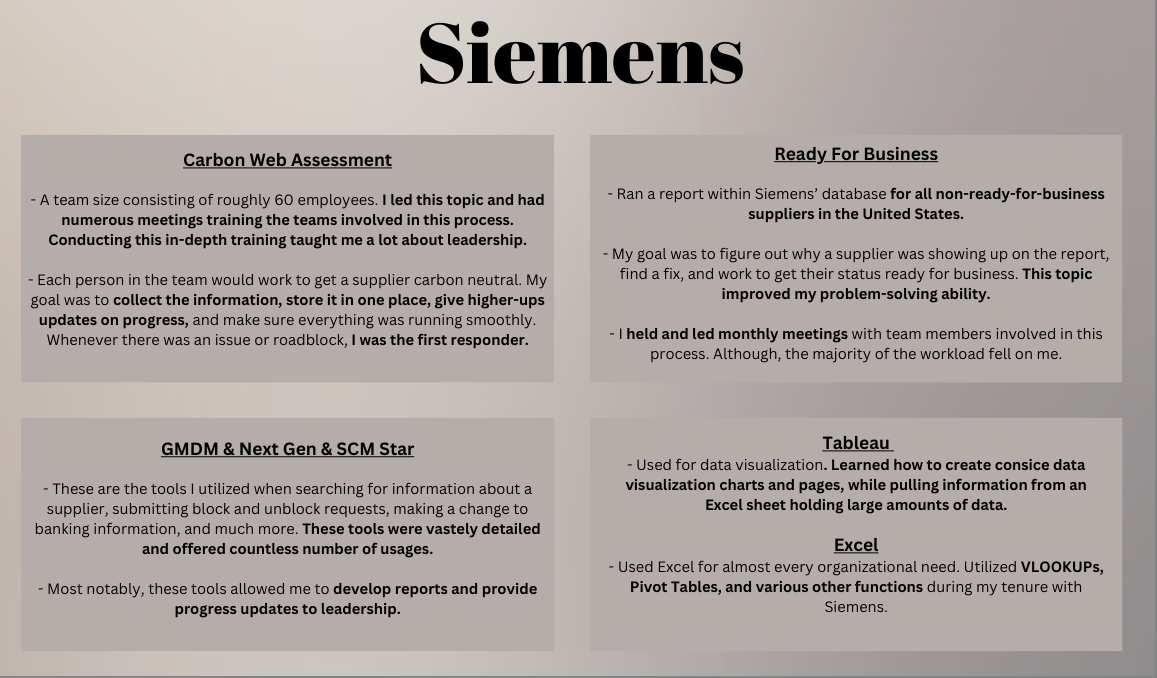 Siemens
Carbon Web Assessment
- A team size consisting of roughly 60 employees. I led this topic and had
numerous meetings training the teams involved in this process.
Conducting this in-depth training taught me a lot about leadership.
- Each person in the team would work to get a supplier carbon neutral. My
goal was to collect the information, store it in one place, give higher-ups
updates on progress, and make sure everything was running smoothly.
Whenever there was an issue or roadblock, I was the first responder.
Ready For Business
- Ran a report within Siemens’ database for all non-ready-for-business
suppliers in the United States.
- My goal was to figure out why a supplier was showing up on the report,
find a fix, and work to get their status ready for business. This topic
improved my problem-solving ability.
- I held and led monthly meetings with team members involved in this
process. Although, the majority of the workload fell on me.
GMDM & Next Gen & SCM Star
- These are the tools I utilized when searching for information about a
supplier, submitting block and unblock requests, making a change to
banking information, and much more. These tools were vastely detailed
and offered countless number of usages.
- Most notably, these tools allowed me to develop reports and provide
progress updates to leadership.
Tableau
- Used for data visualization. Learned how to create consice data
visualization charts and pages, while pulling information from an
Excel sheet holding large amounts of data.
Excel
- Used Excel for almost every organizational need. Utilized VLOOKUPs,
Pivot Tables, and various other functions during my tenure with
Siemens.